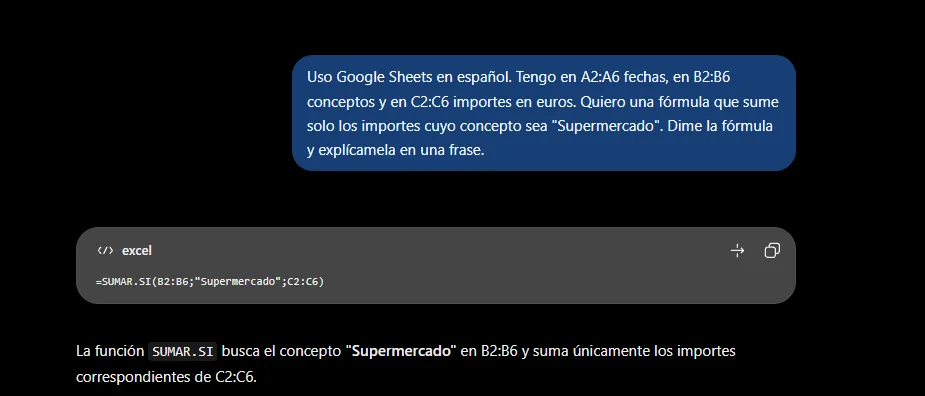 Uso Google Sheets en español. Tengo en A2:A6 fechas, en B2:B6
conceptos y en C2:C6 importes en euros. Quiero una fórmula que sume
solo los importes cuyo concepto sea "Supermercado". Dime la fórmula
y explícamela en una frase.
</> excel
=SUMAR.SI(B2:B6;"Supermercado";C2:C6)
La función SUMAR.SI busca el concepto "Supermercado" en B2:B6 y suma únicamente los importes
correspondientes de C2:C6.